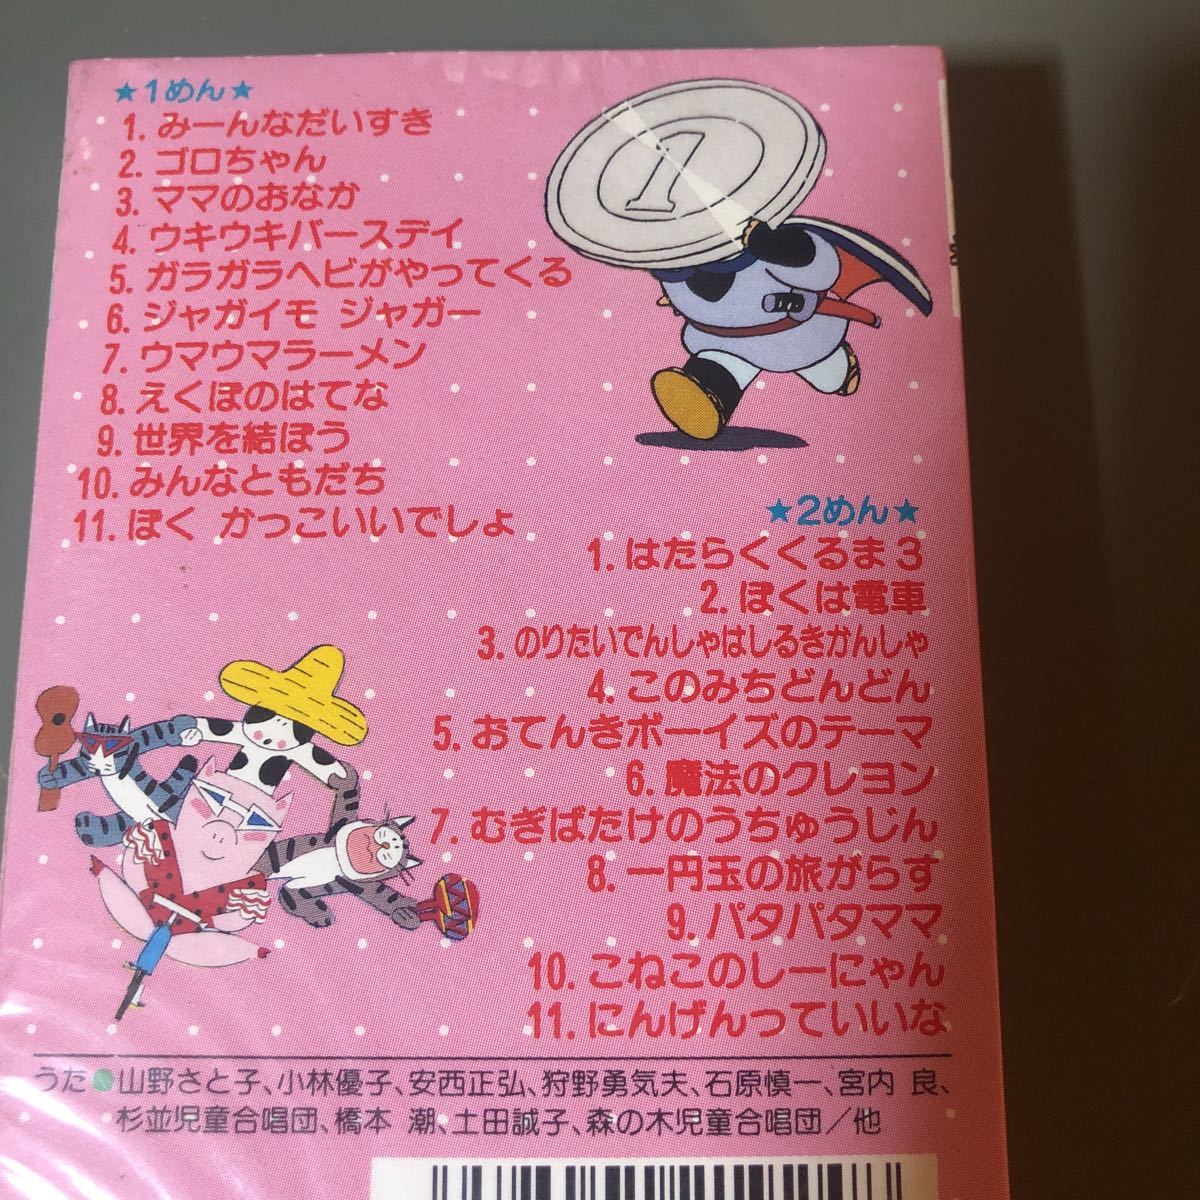 ★1めん★
1. みーんなだいすき
2. ゴロちゃん
3. ママのおなか
4. ウキウキバースデイ
5. ガラガラヘビがやってくる
6. ジャガイモ ジャガー
7. ウマウマラーメン
8. えくぼのはてな
9. 世界を結ぼう
10. みんなともだち
11. ぼく かっこいいでしょ
1
★2めん★
1. はたらくくるま3
2. ぼくは電車
3. のりたいでんしゃはしるきかんしゃ
4. このみちどんどん
5. おてんきボーイズのテーマ
6. 魔法のクレヨン
7. むぎばたけのうちゅうじん
8. 一円玉の旅がらす
9. パタパタママ
10. こねこのしーにゃん
11. にんげんっていいな
うた●山野さと子、小林優子、安西正弘、狩野勇気夫、石原慎一、宮内 良、
杉並児童合唱団、橋本 潮、土田誠子、森の木児童合唱団/他